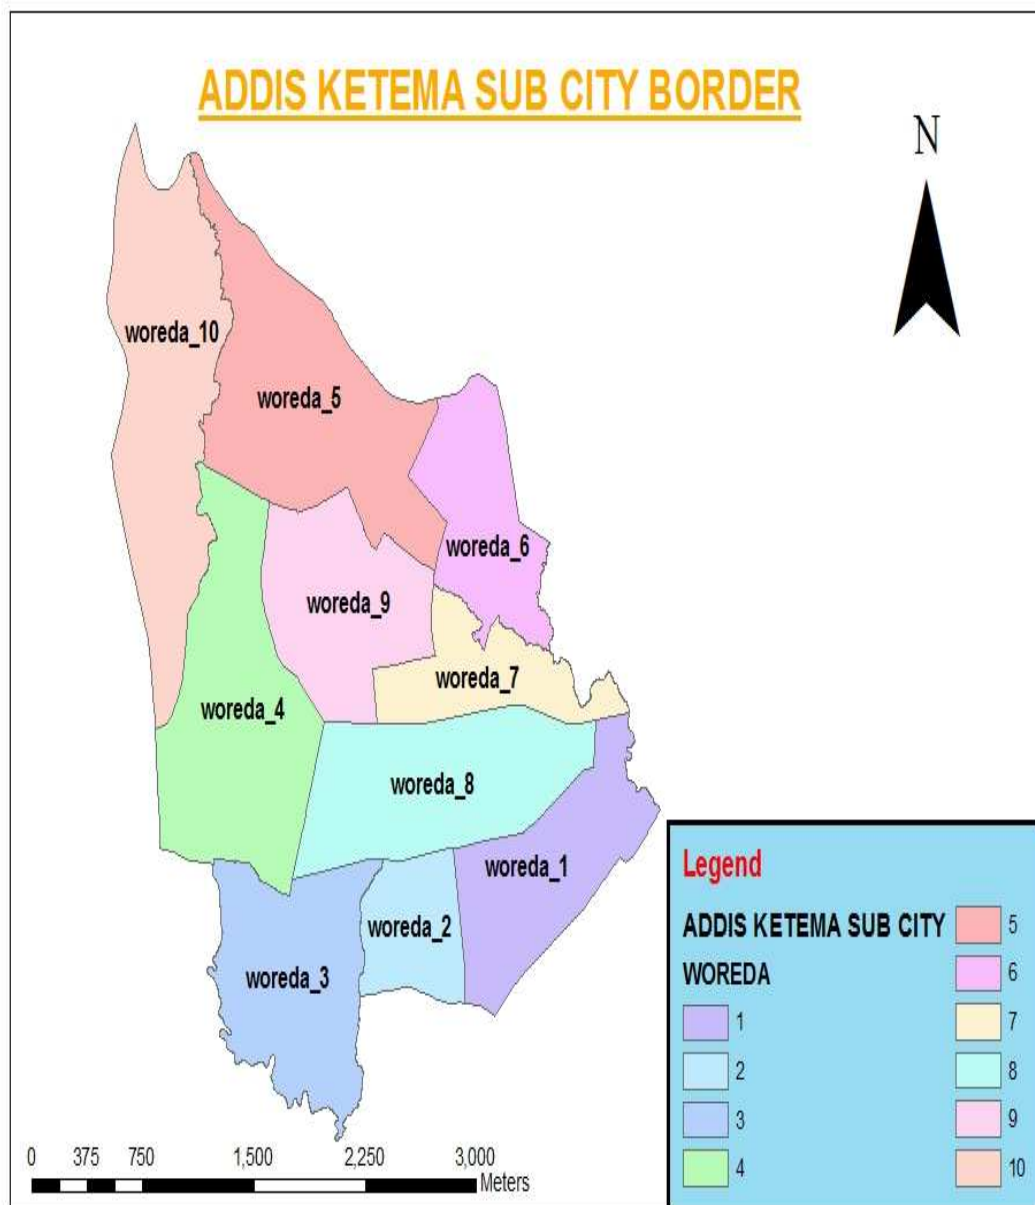 ADDIS KETEMA SUB CITY BORDER
N
woreda_10
woreda_5
woreda_6
woreda_9
woreda_7
woreda_4
woreda_8
woreda_1
woreda_2
woreda_3
Legend
ADDIS KETEMA SUB CITY
WOREDA
1
2
3
4
5
6
7
8
9
10
0 375 750 1,500 2,250 3,000
Meters